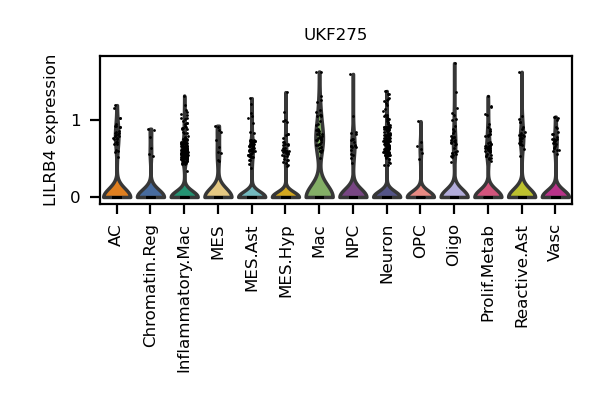 UKF275
LILRB4 expression
1
0
AC
Chromatin.Reg
Inflammatory.Mac
MES
MES.Ast
MES.Hyp
Mac
NPC
Neuron
OPC
Oligo
Prolif.Metab
Reactive.Ast
Vasc